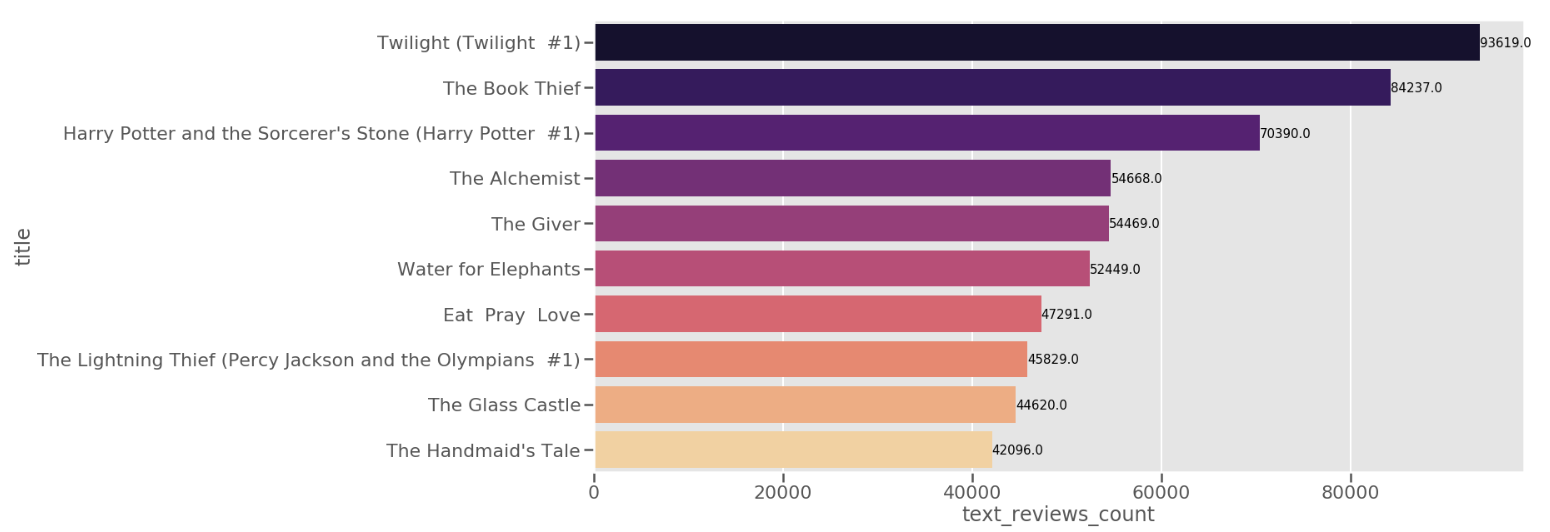 Twilight (Twilight  #1) 93619.0
The Book Thief 84237.0
Harry Potter and the Sorcerer's Stone (Harry Potter  #1) 70390.0
The Alchemist 54668.0
The Giver 54469.0
title
Water for Elephants 52449.0
Eat  Pray  Love 47291.0
The Lightning Thief (Percy Jackson and the Olympians  #1) 45829.0
The Glass Castle 44620.0
The Handmaid's Tale 42096.0
0 20000 40000 60000 80000
text_reviews_count